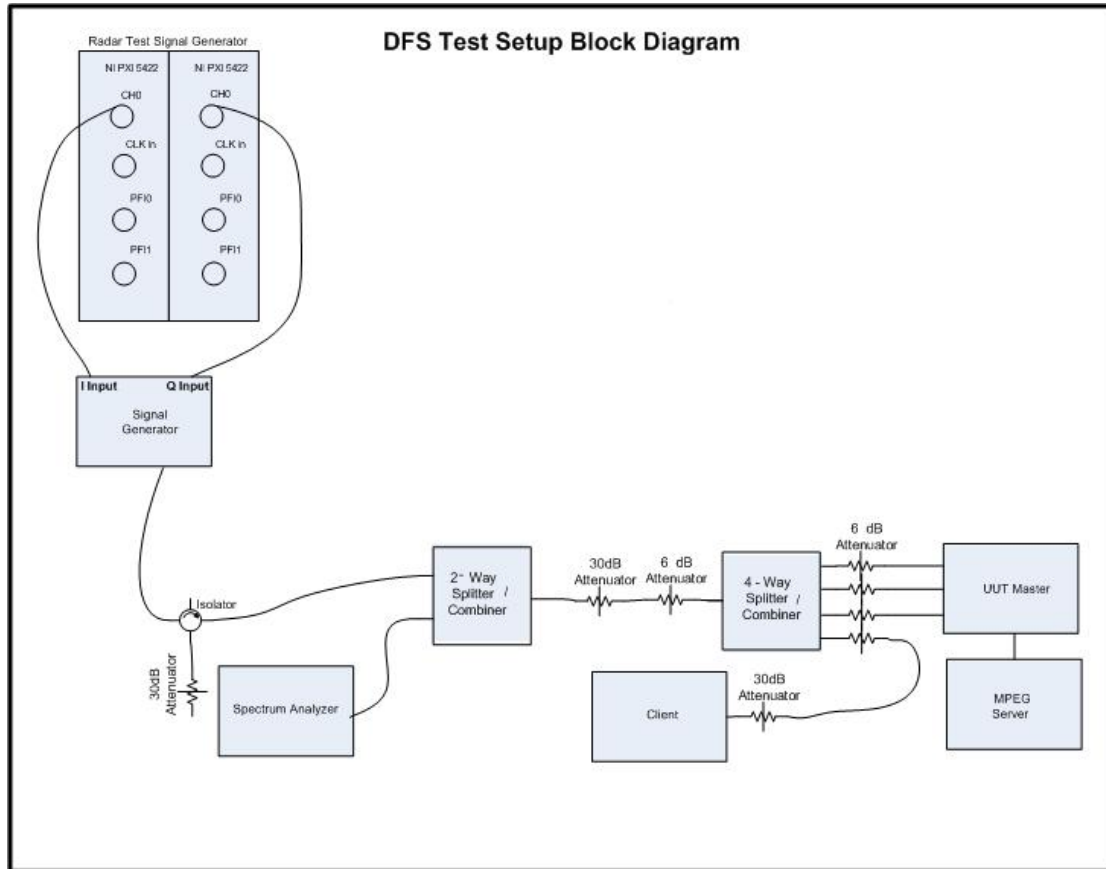 DFS Test Setup Block Diagram
Radar Test Signal Generator
NI PXI 5422
NI PXI 5422
CH0
CH0
CLK In
CLK In
PFI0
PFI0
PFI1
PFI1
I Input
Q Input
Signal
Generator
Isolator
30dB
Attenuator
Spectrum Analyzer
2- Way
Splitter /
Combiner
30dB
Attenuator
6 dB
Attenuator
4 - Way
Splitter /
Combiner
6 dB
Attenuator
UUT Master
Client
30dB
Attenuator
MPEG
Server